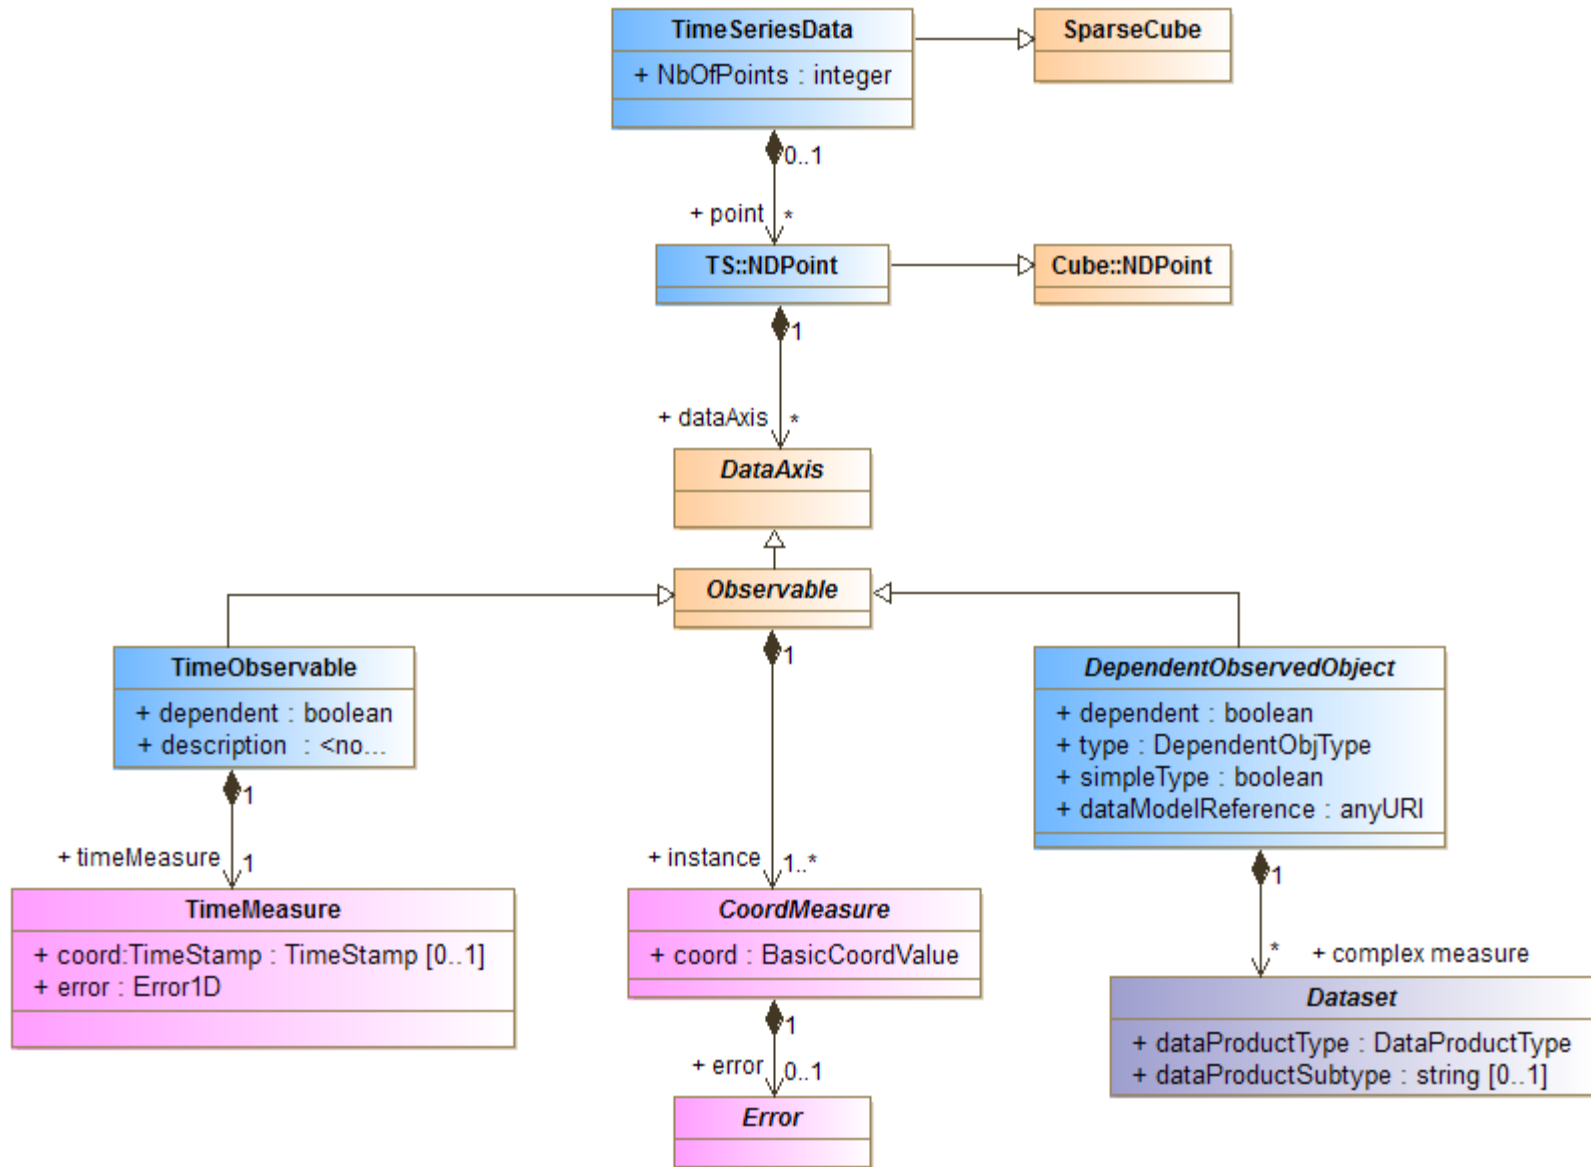 TimeSeriesData
+ NbOfPoints : integer
SparseCube
0..1
+ point
*
TS::NDPoint
Cube::NDPoint
1
+ dataAxis
*
DataAxis
Observable
1
TimeObservable
+ dependent : boolean
+ description : <no...
1
+ timeMeasure
1
DependentObservedObject
+ dependent : boolean
+ type : DependentObjType
+ simpleType : boolean
+ dataModelReference : anyURI
1
+ instance
1..*
TimeMeasure
+ coord:TimeStamp : TimeStamp [0..1]
+ error : Error1D
CoordMeasure
+ coord : BasicCoordValue
1
+ error
0..1
Error
*
+ complex measure
Dataset
+ dataProductType : DataProductType
+ dataProductSubtype : string [0..1]